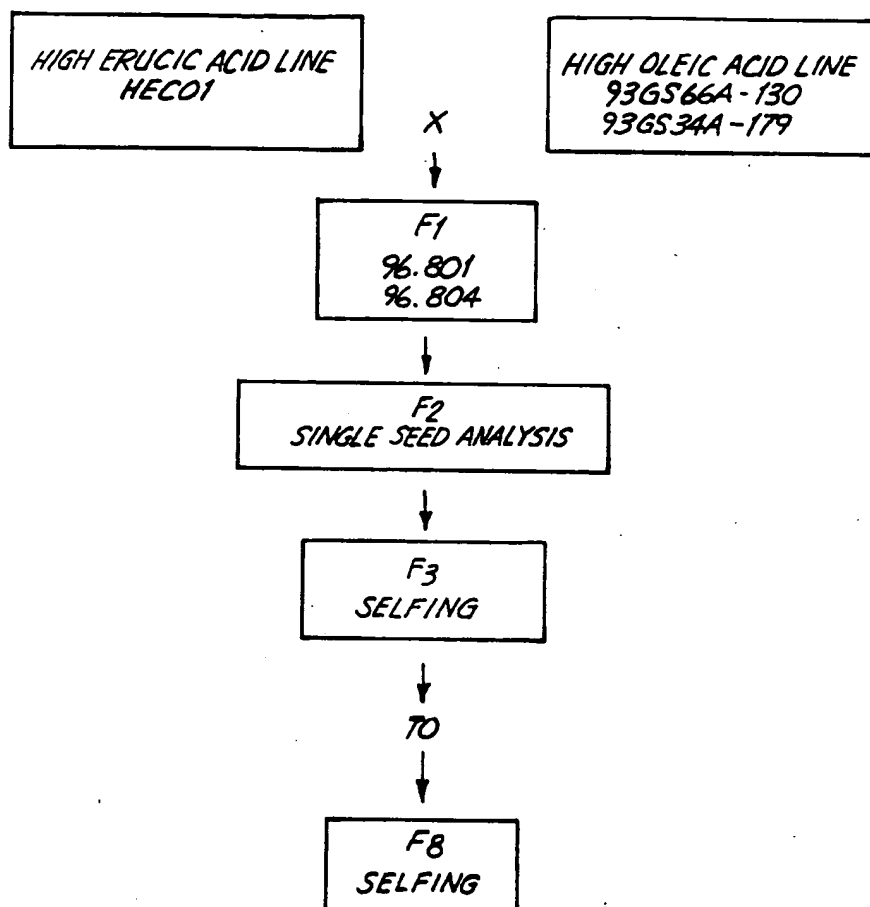 HIGH ERUCIC ACID LINE
HEC01
HIGH OLEIC ACID LINE
93GS66A-130
93GS34A-179
X
F1
96.801
96.804
F2
SINGLE SEED ANALYSIS
F3
SELFING
TO
F8
SELFING